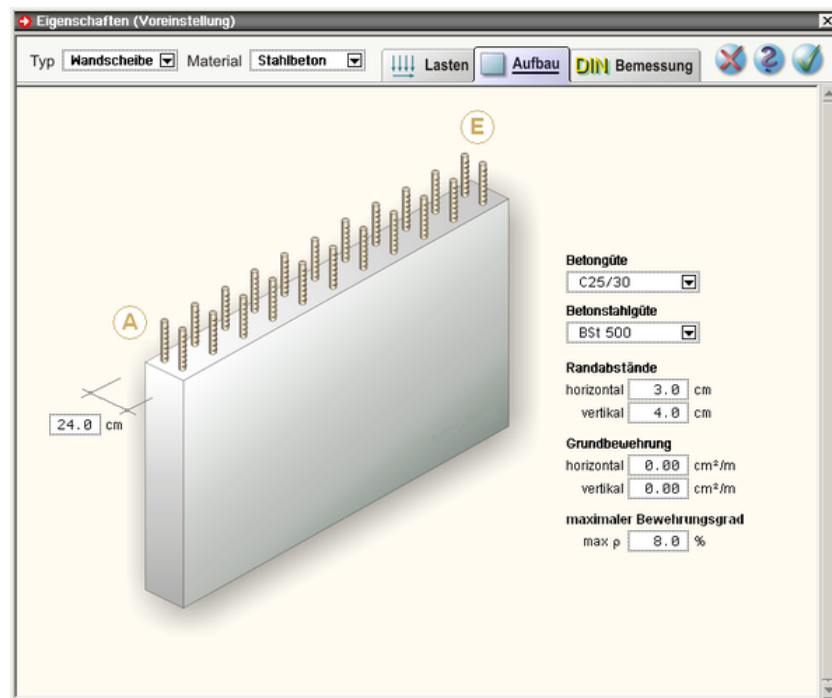 Eigenschaften (Voreinstellung)
Typ Wandscheibe Material Stahlbeton Lasten Aufbau DIN Bemessung
E
A
24.0 cm
Betongüte
C25/30
Betonstahlgüte
BSt 500
Randabstände
horizontal 3.0 cm
vertikal 4.0 cm
Grundbewehrung
horizontal 0.00 cm²/m
vertikal 0.00 cm²/m
maximaler Bewehrungsgrad
max ρ 8.0 %